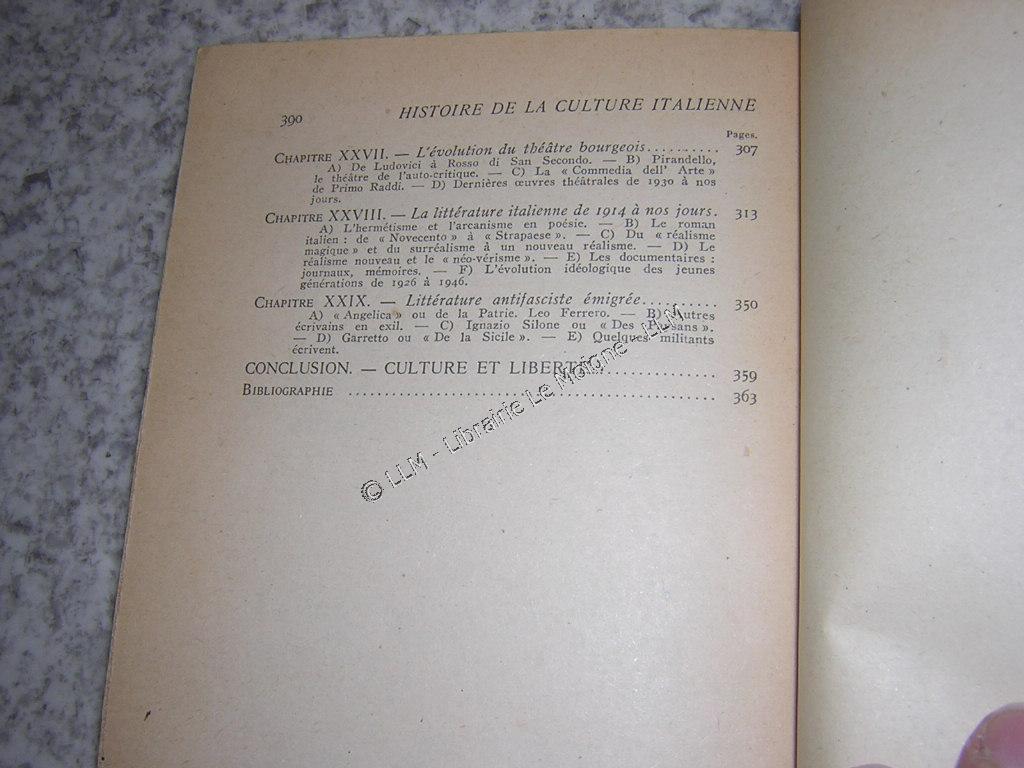 390
HISTOIRE DE LA CULTURE ITALIENNE
Pages.
CHAPITRE XXVII. — L'évolution du théâtre bourgeois.......... 307
A) De Ludovici à Rosso di San Secondo. — B) Pirandello,
le théâtre de l'auto-critique. — C) La « Commedia dell' Arte »
de Primo Raddi. — D) Dernières œuvres théâtrales de 1930 à nos
jours.
CHAPITRE XXVIII. — La littérature italienne de 1914 à nos jours. 313
A) L'hermétisme et l'arcanisme en poésie. — B) Le roman
italien : de « Novecento » à « Strapaese ». — C) Du « réalisme
magique » et du surréalisme à un nouveau réalisme. — D) Le
réalisme nouveau et le « néo-vérisme ». — E) Les documentaires :
journaux, mémoires. — F) L'évolution idéologique des jeunes
générations de 1926 à 1946.
CHAPITRE XXIX. — Littérature antifasciste émigrée.......... 350
A) « Angelica » ou de la Patrie. Leo Ferrero. — B) Autres
écrivains en exil. — C) Ignazio Silone ou « Des Paysans ».
— D) Garretto ou « De la Sicile ». — E) Quelques militants
écrivent.
CONCLUSION. — CULTURE ET LIBERTÉ.............. 359
BIBLIOGRAPHIE .......................................... 363
© LLM - Librairie Le Moigne - LLM